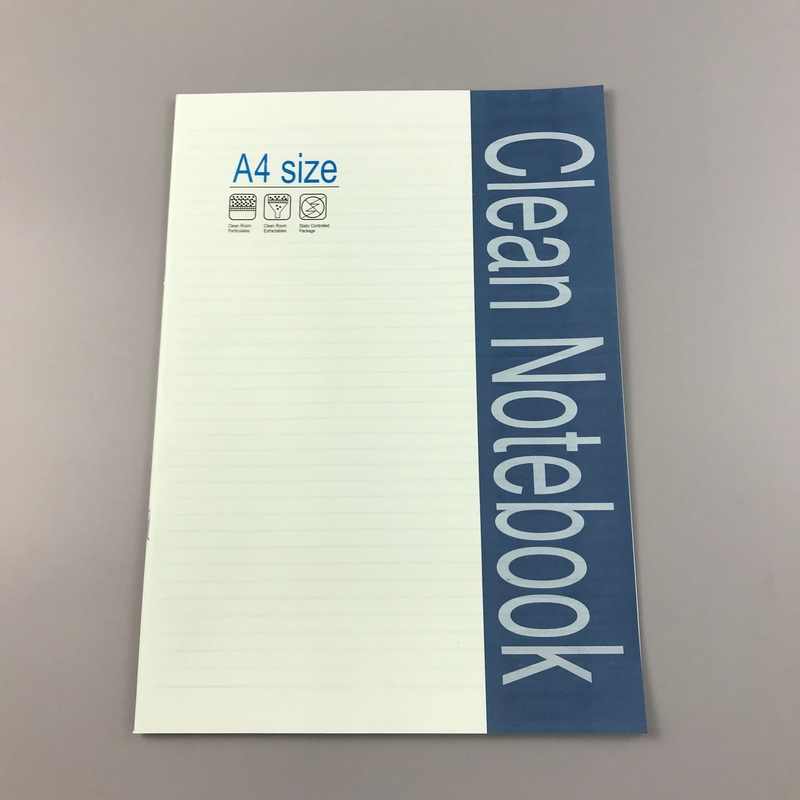 A4 size
Clean Room
Particulates
Clean Room
Extractables
Static Controlled
Package
Clean Notebook